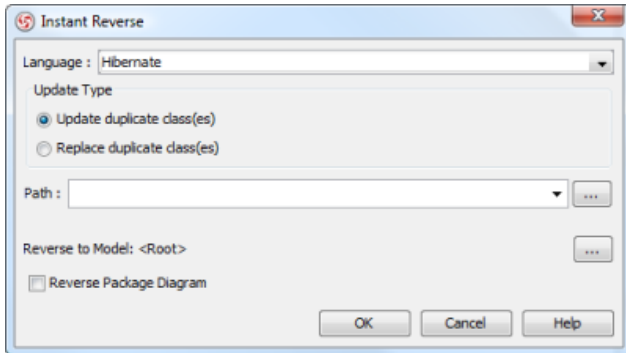 Instant Reverse
Language : Hibernate
Update Type
Update duplicate class(es)
Replace duplicate class(es)
Path :
...
Reverse to Model: <Root>
...
Reverse Package Diagram
OK Cancel Help